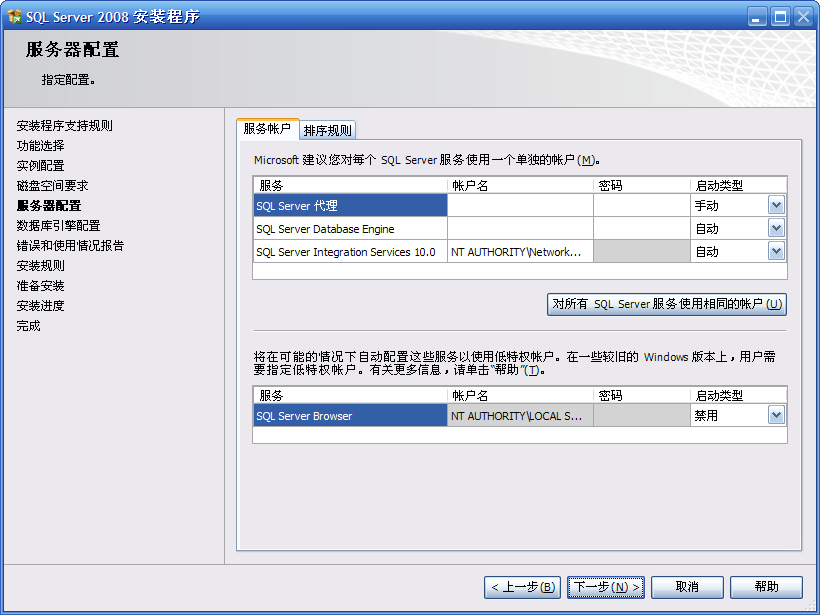 SQL Server 2008 安装程序
服务器配置
指定配置。
安装程序支持规则
功能选择
实例配置
磁盘空间要求
服务器配置
数据库引擎配置
错误和使用情况报告
安装规则
准备安装
安装进度
完成
服务帐户 排序规则
Microsoft 建议您对每个 SQL Server 服务使用一个单独的帐户(M)。
服务 帐户名 密码 启动类型
SQL Server 代理 手动
SQL Server Database Engine 自动
SQL Server Integration Services 10.0 NT AUTHORITY\Network... 自动
对所有 SQL Server 服务使用相同的帐户(U)
将在可能的情况下自动配置这些服务以使用低特权帐户。在一些较旧的 Windows 版本上，用户需
要指定低特权帐户。有关更多信息，请单击“帮助”(T)。
服务 帐户名 密码 启动类型
SQL Server Browser NT AUTHORITY\LOCAL S... 禁用
< 上一步(B) 下一步(N) > 取消 帮助